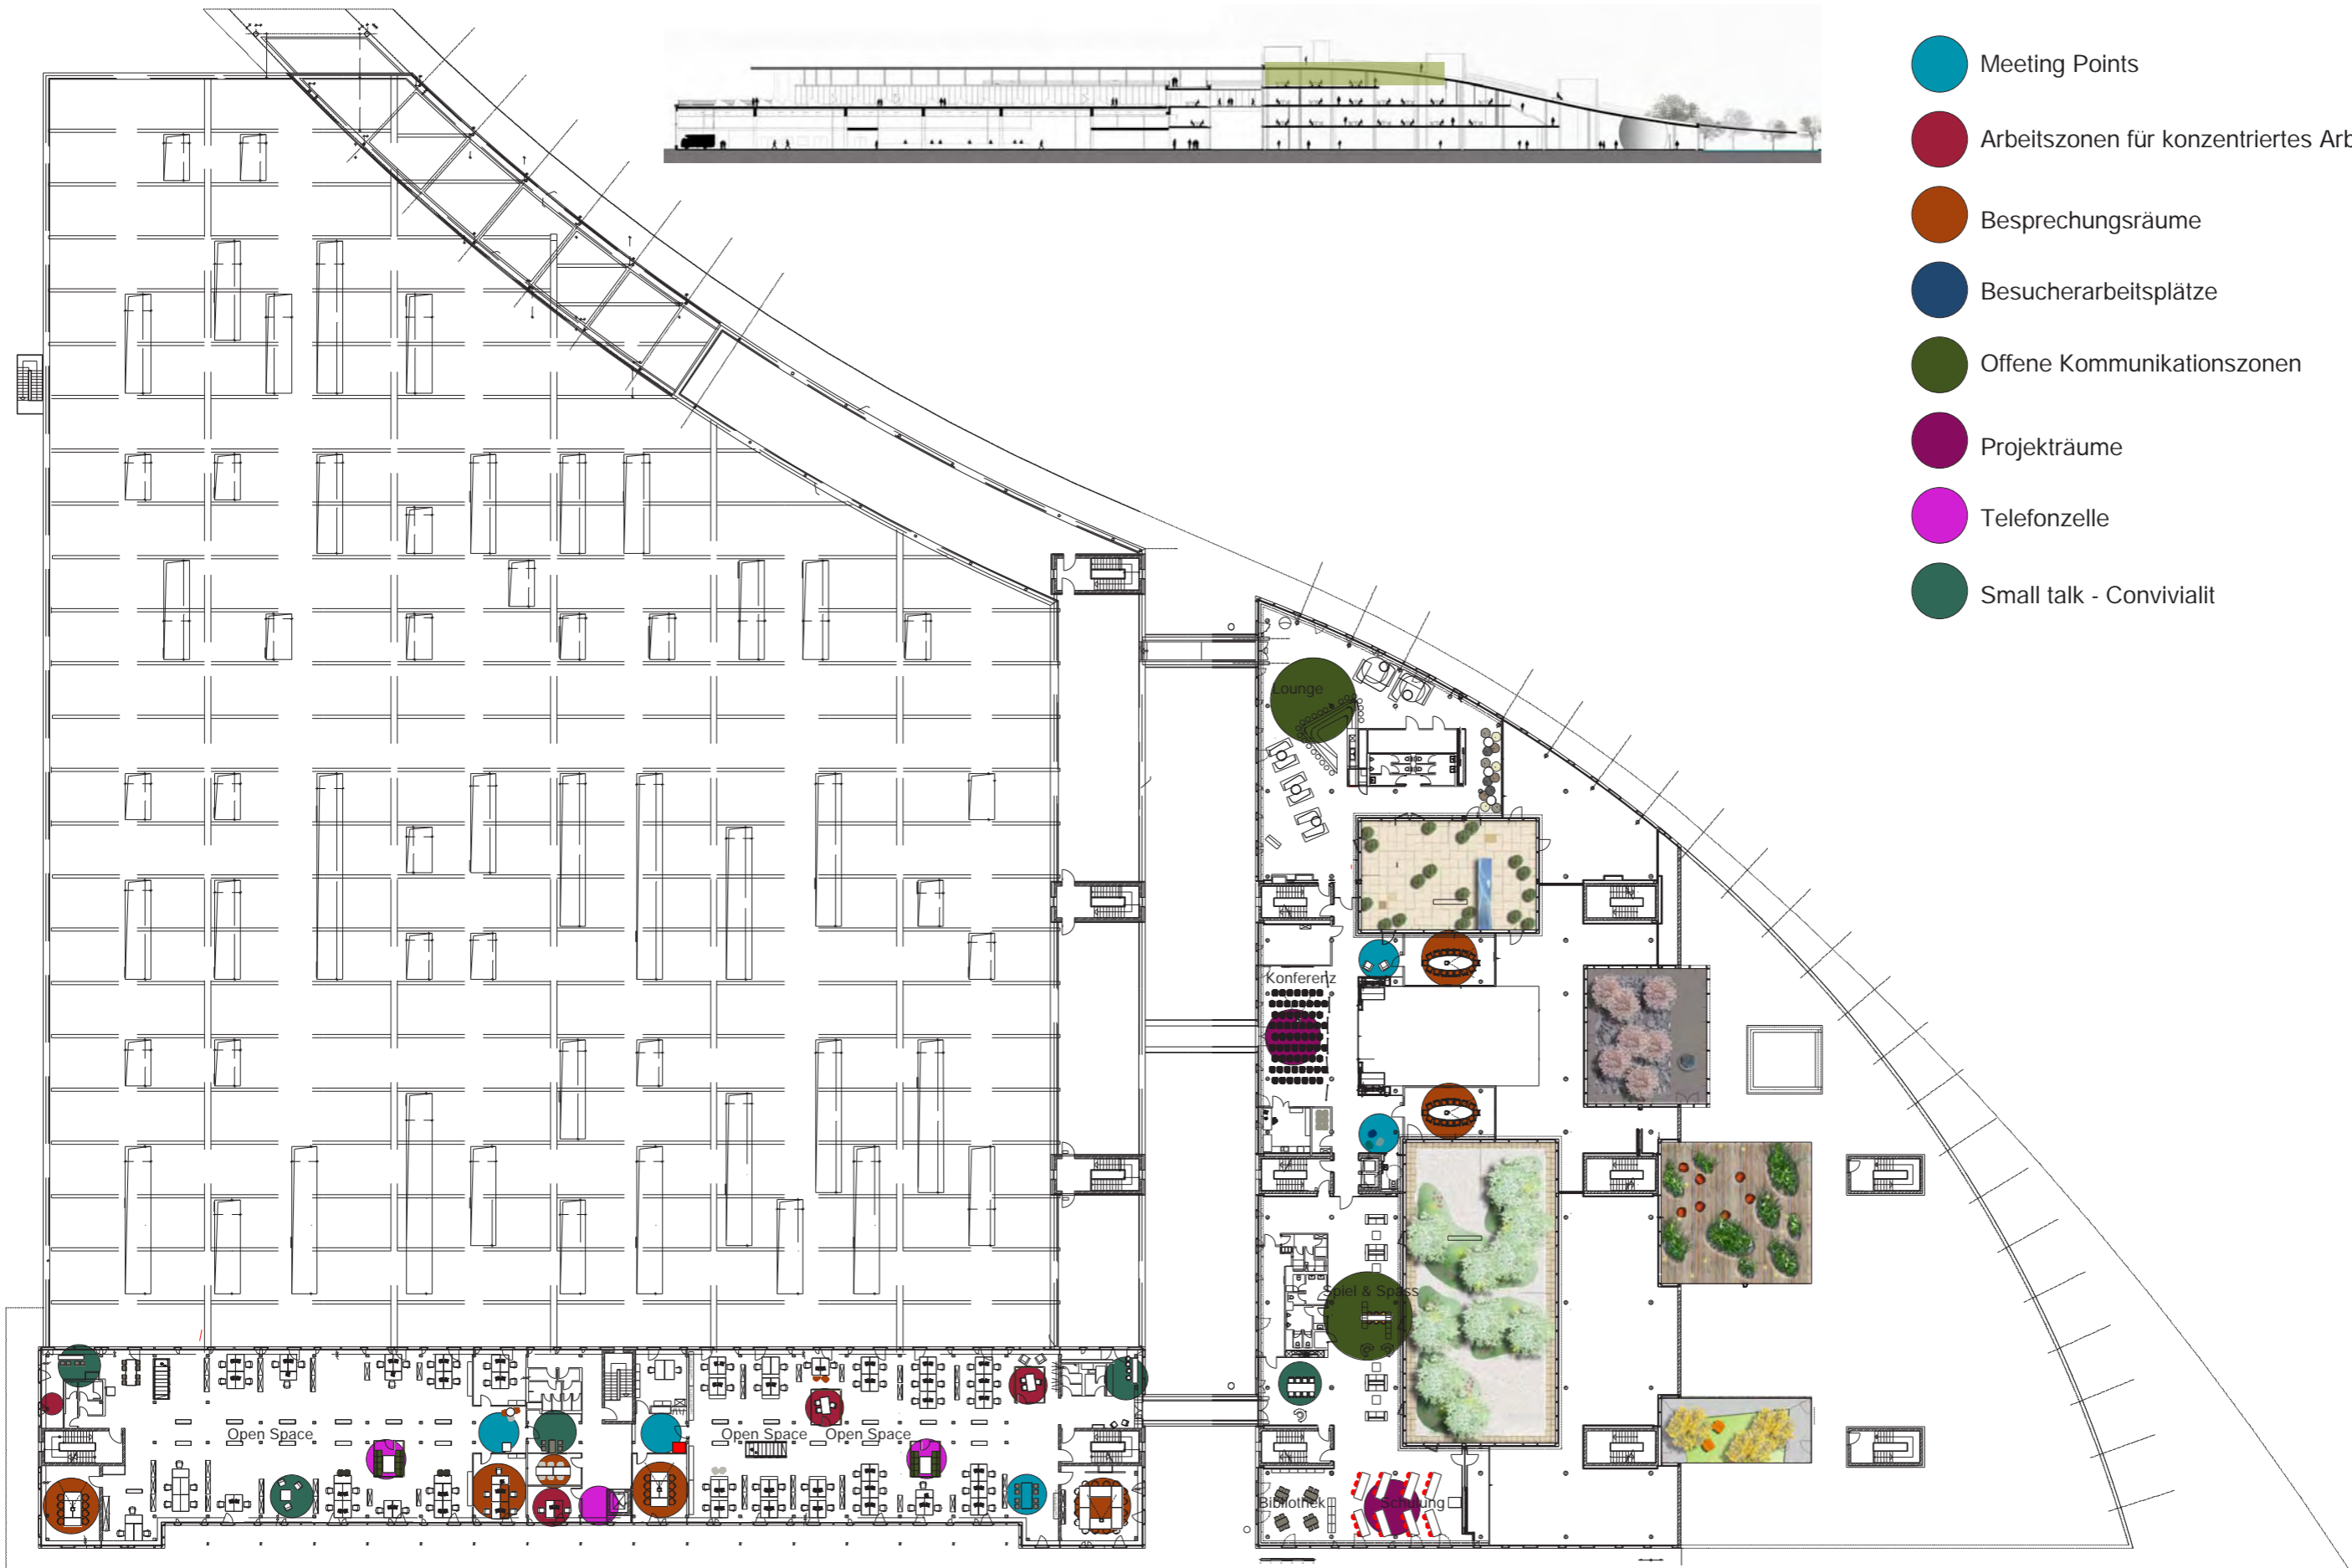 Meeting Points
Arbeitszonen für konzentriertes Arb
Besprechungsräume
Besucherarbeitsplätze
Offene Kommunikationszonen
Projekträume
Telefonzelle
Small talk - Convivialit
Lounge
Konferenz
Spiel & Spass
Open Space
Open Space
Open Space
Bibliothek
Schulung